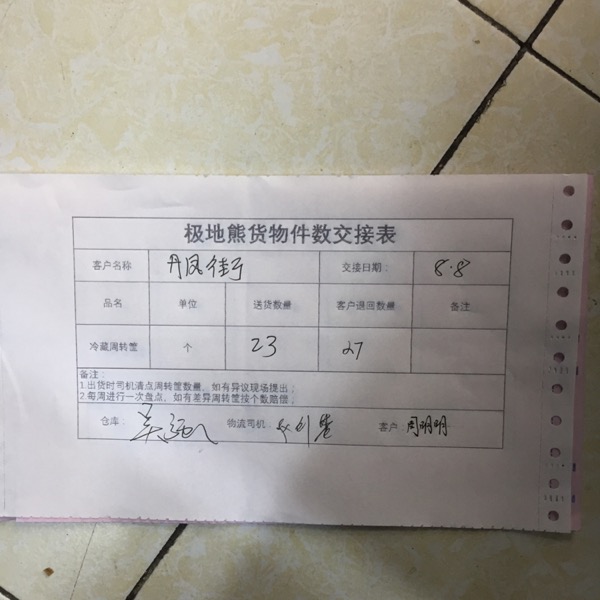 极地熊货物件数交接表
客户名称 丹凤街 交接日期： 8.8
品名 单位 送货数量 客户退回数量 备注
冷藏周转筐 个 23 27
备注：
1.出货时司机清点周转筐数量，如有异议现场提出；
2.每周进行一次盘点，如有差异周转筐按个数赔偿；
仓库： 物流司机： 客户： 周明明